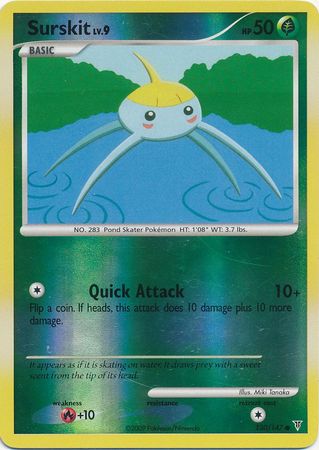 Surskit LV.9
HP 50
BASIC
NO. 283 Pond Skater Pokémon HT: 1'08" WT: 3.7 lbs.
Quick Attack 10+
Flip a coin. If heads, this attack does 10 damage plus 10 more
damage.
It appears as if it is skating on water. It draws prey with a sweet
scent from the tip of its head.
Illus. Miki Tanaka
weakness resistance retreat cost
+10
©2009 Pokémon/Nintendo